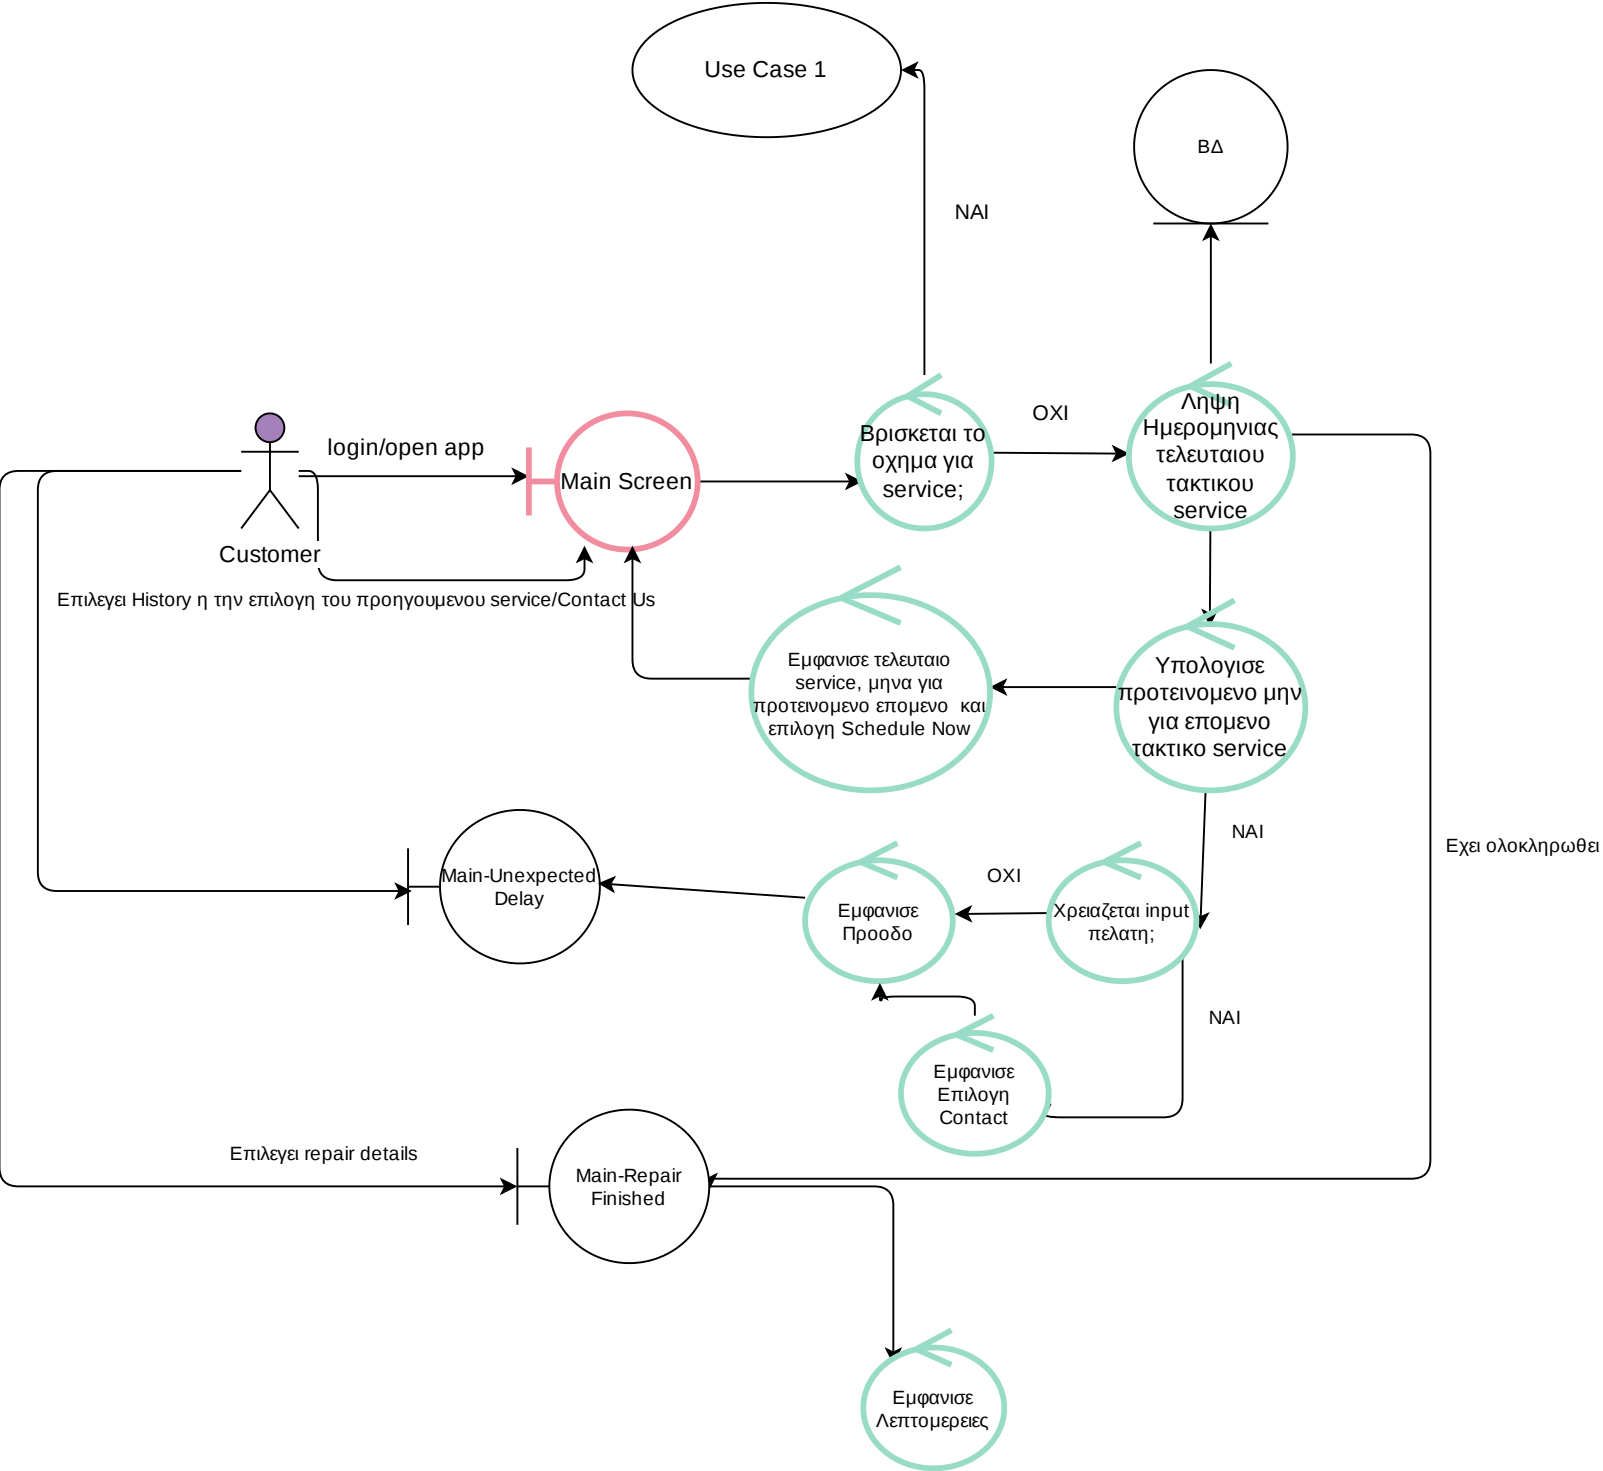 Use Case 1
ΒΔ
ΝΑΙ
login/open app
Main Screen
Βρισκεται το
οχημα για
service;
ΟΧΙ
Ληψη
Ημερομηνιας
τελευταιου
τακτικου
service
Customer
Επιλεγει History η την επιλογη του προηγουμενου service/Contact Us
Εμφανισε τελευταιο
service, μηνα για
προτεινομενο επομενο και
επιλογη Schedule Now
Υπολογισε
προτεινομενο μην
για επομενο
τακτικο service
ΝΑΙ
Εχει ολοκληρωθει
Main-Unexpected
Delay
Εμφανισε
Προοδο
ΟΧΙ
Χρειαζεται input
πελατη;
ΝΑΙ
Εμφανισε
Επιλογη
Contact
Επιλεγει repair details
Main-Repair
Finished
Εμφανισε
Λεπτομερειες